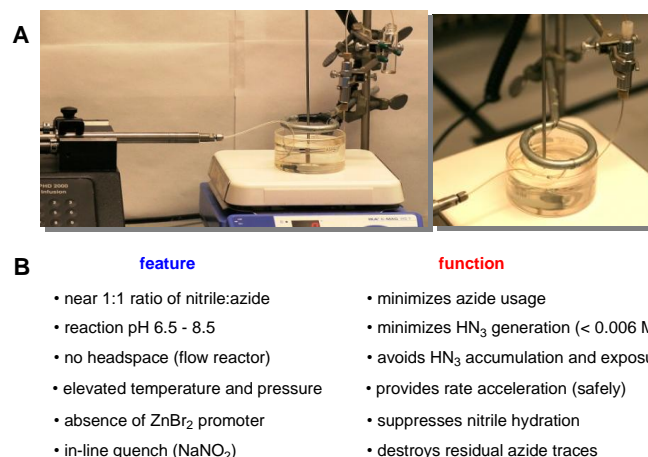 A
PHD 2000
Infusion
B
feature
function
• near 1:1 ratio of nitrile:azide
• minimizes azide usage
• reaction pH 6.5 - 8.5
• minimizes HN3 generation (< 0.006 M
• no headspace (flow reactor)
• avoids HN3 accumulation and exposu
• elevated temperature and pressure
• provides rate acceleration (safely)
• absence of ZnBr2 promoter
• suppresses nitrile hydration
• in-line quench (NaNO2)
• destroys residual azide traces